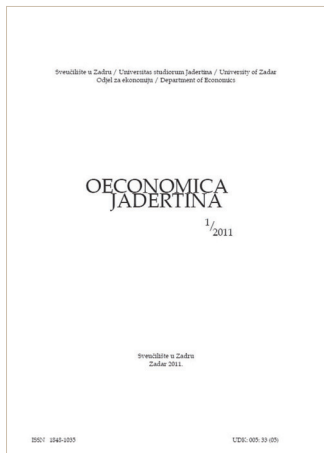 Sveučilište u Zadru / Universitas studiorum Jadertina / University of Zadar
Odjel za ekonomiju / Department of Economics
OECONOMICA
JADERTINA
1/2011
Sveučilište u Zadru
Zadar 2011.
ISSN 1848-1035
UDK: 005: 33 (05)